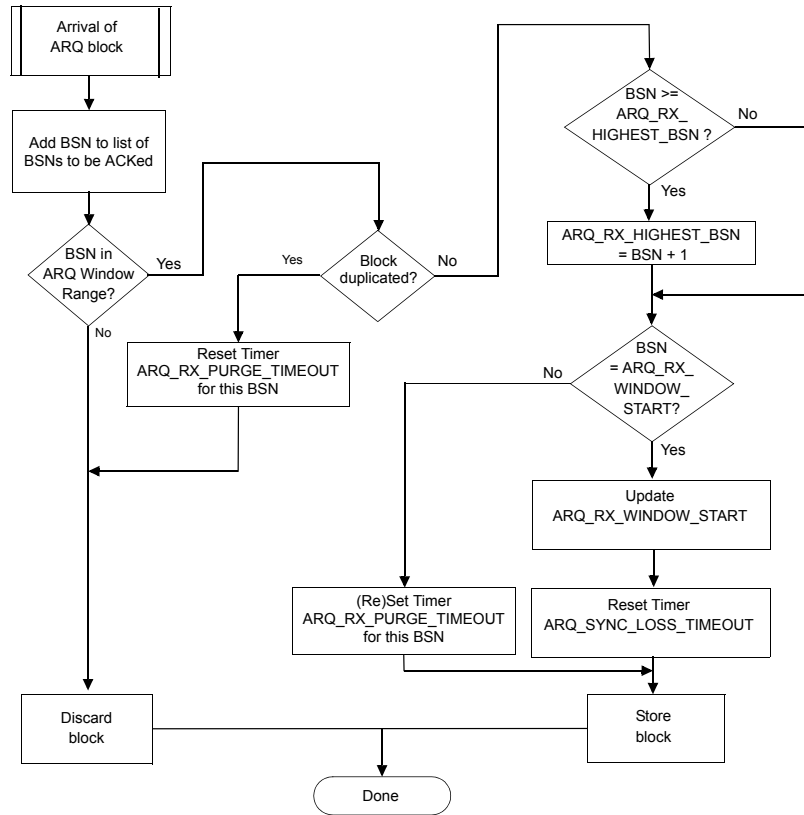 Arrival of
ARQ block
Add BSN to list of
BSNs to be ACKed
BSN in
ARQ Window
Range?
Yes
No
Block
duplicated?
Yes
No
Reset Timer
ARQ_RX_PURGE_TIMEOUT
for this BSN
BSN >=
ARQ_RX_
HIGHEST_BSN ?
No
Yes
ARQ_RX_HIGHEST_BSN
= BSN + 1
BSN
= ARQ_RX_
WINDOW_
START?
No
Yes
Update
ARQ_RX_WINDOW_START
(Re)Set Timer
ARQ_RX_PURGE_TIMEOUT
for this BSN
Reset Timer
ARQ_SYNC_LOSS_TIMEOUT
Discard
block
Store
block
Done